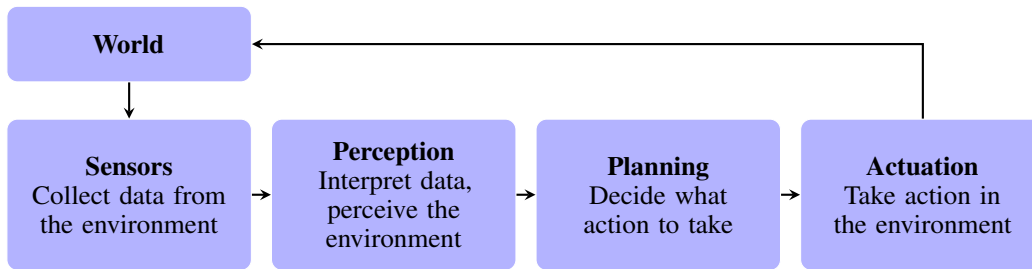 World
Sensors
Collect data from
the environment
Perception
Interpret data,
perceive the
environment
Planning
Decide what
action to take
Actuation
Take action in
the environment